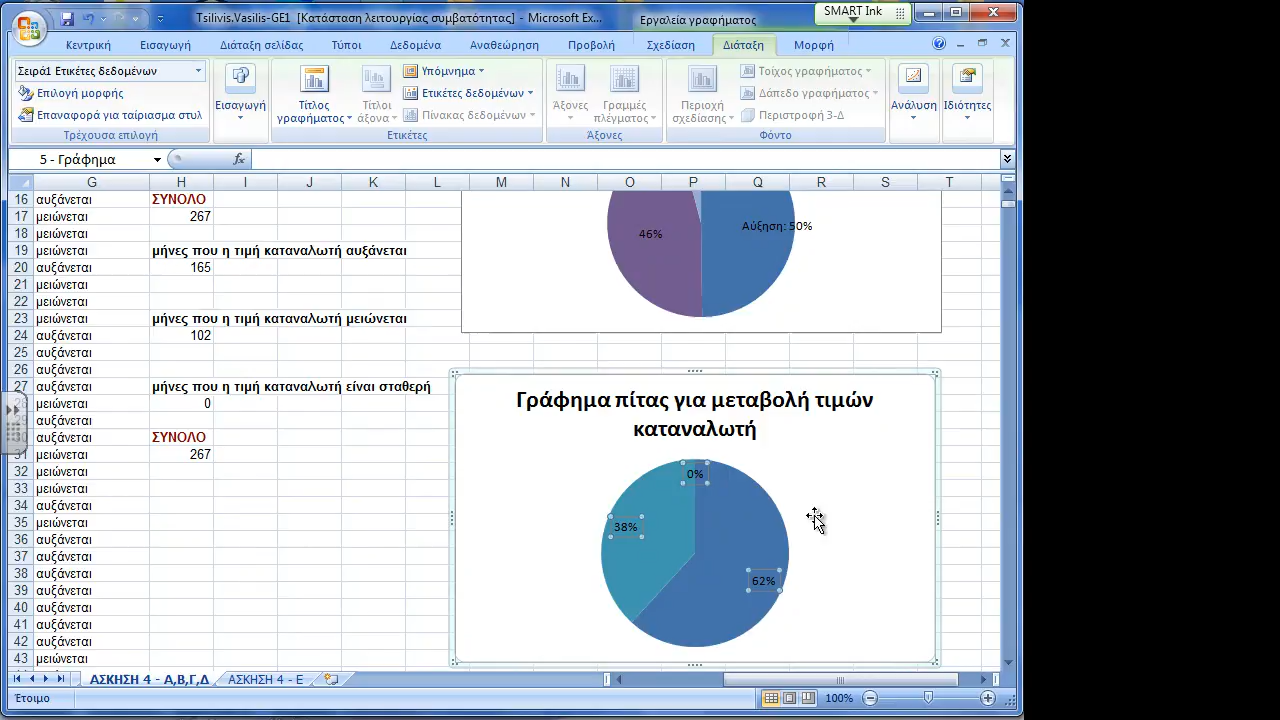 Tsilivis.Vasilis-GE1 [Κατάσταση λειτουργίας συμβατότητας] - Microsoft Ex...
Εργαλεία γραφήματος
SMART Ink
Κεντρική Εισαγωγή Διάταξη σελίδας Τύποι Δεδομένα Αναθεώρηση Προβολή Σχεδίαση Διάταξη Μορφή
Σειρά1 Ετικέτες δεδομένων
Επιλογή μορφής
Επαναφορά για ταίριασμα στυλ
Τρέχουσα επιλογή
Εισαγωγή
Τίτλος γραφήματος
Τίτλοι άξονα
Υπόμνημα
Ετικέτες δεδομένων
Πίνακας δεδομένων
Ετικέτες
Άξονες
Γραμμές πλέγματος
Άξονες
Περιοχή σχεδίασης
Τοίχος γραφήματος
Δάπεδο γραφήματος
Περιστροφή 3-Δ
Φόντο
Ανάλυση
Ιδιότητες
5 - Γράφημα fx
G H I J K L M N O P Q R S T
16 αυξάνεται ΣΥΝΟΛΟ
17 μειώνεται 267
18 μειώνεται
19 μειώνεται μήνες που η τιμή καταναλωτή αυξάνεται
20 αυξάνεται 165
21 μειώνεται
22 μειώνεται
23 μειώνεται μήνες που η τιμή καταναλωτή μειώνεται
24 αυξάνεται 102
25 αυξάνεται
26 αυξάνεται
27 αυξάνεται μήνες που η τιμή καταναλωτή είναι σταθερή
μειώνεται 0
αυξάνεται
αυξάνεται ΣΥΝΟΛΟ
μειώνεται 267
32 μειώνεται
33 μειώνεται
34 αυξάνεται
35 μειώνεται
36 αυξάνεται
37 αυξάνεται
38 αυξάνεται
39 αυξάνεται
40 αυξάνεται
41 αυξάνεται
42 αυξάνεται
43 μειώνεται
46%
Αύξηση: 50%
Γράφημα πίτας για μεταβολή τιμών
καταναλωτή
0%
38%
62%
ΑΣΚΗΣΗ 4 - Α,Β,Γ,Δ ΑΣΚΗΣΗ 4 -
Έτοιμο 100%